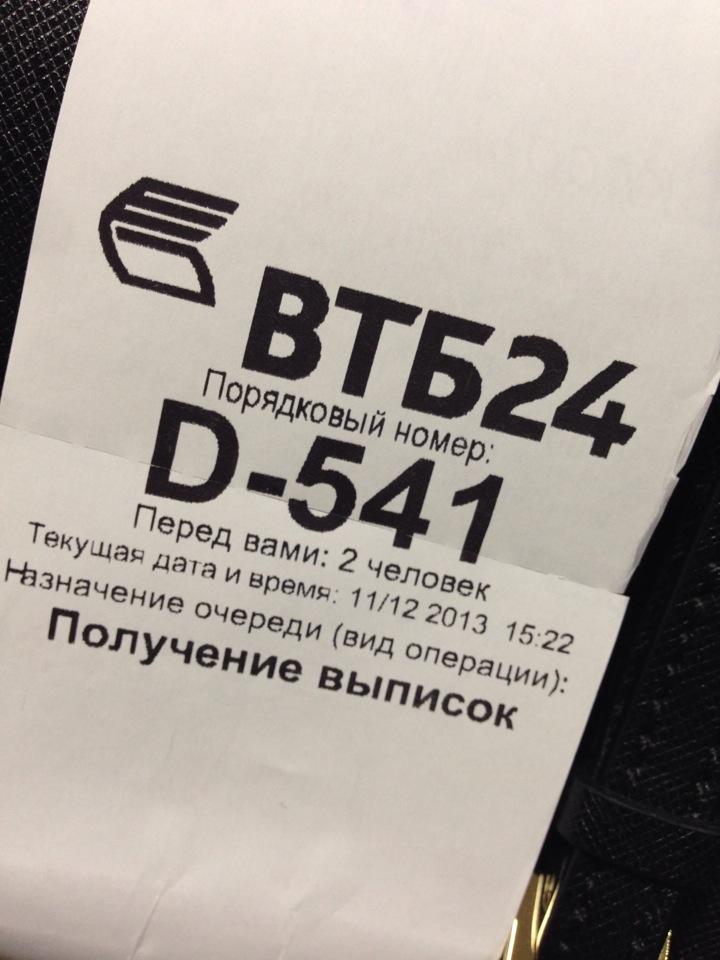 ВТБ24
Порядковый номер:
D-541
Перед вами: 2 человек
Текущая дата и время: 11/12 2013 15:22
Назначение очереди (вид операции):
Получение выписок